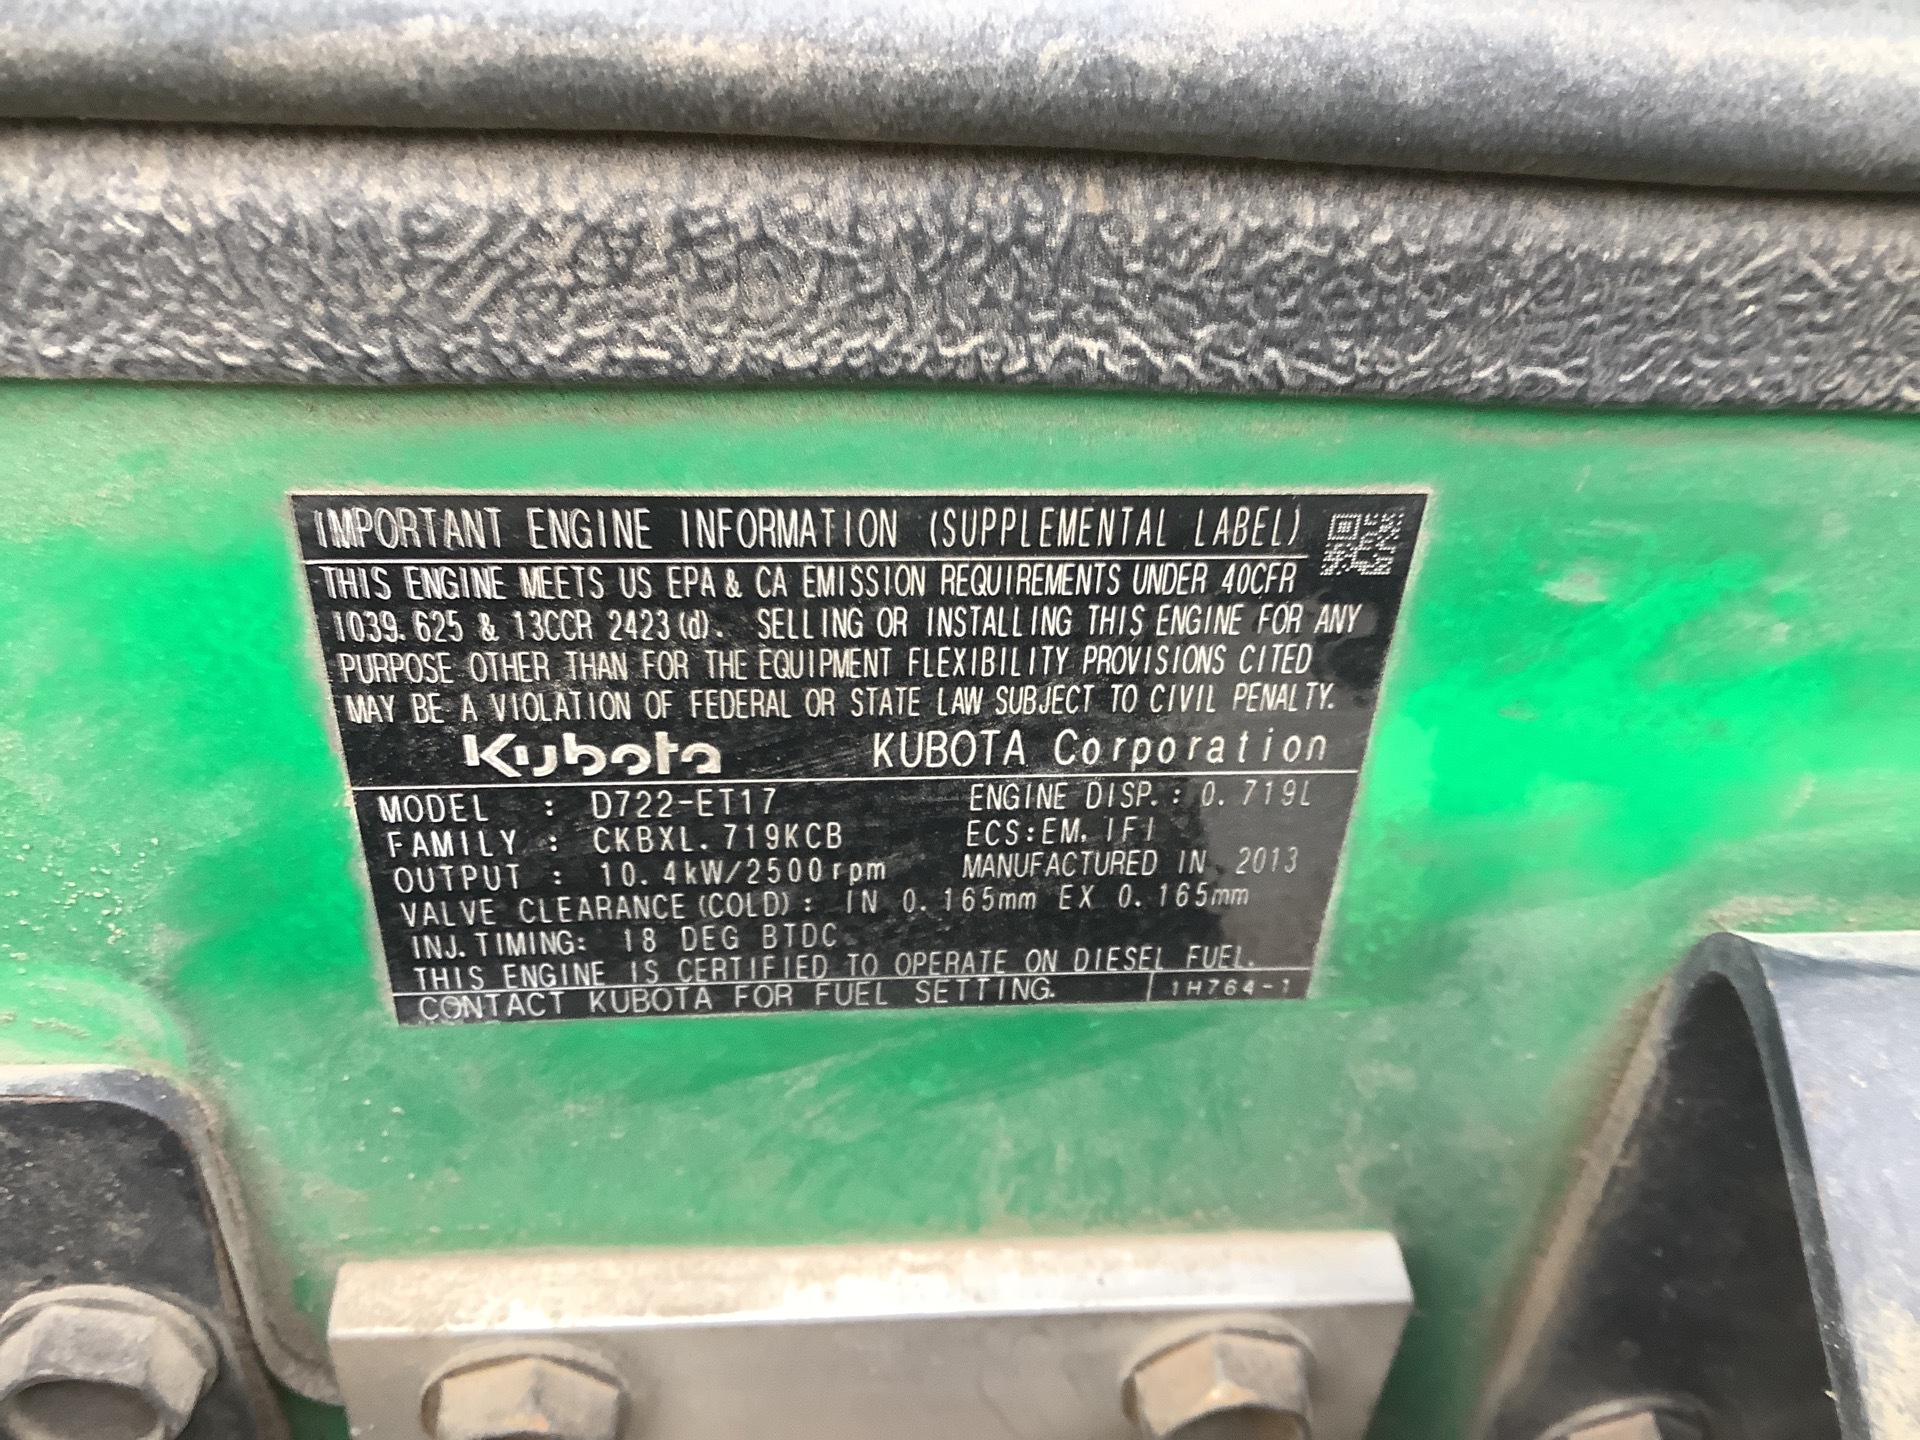 IMPORTANT ENGINE INFORMATION (SUPPLEMENTAL LABEL)
THIS ENGINE MEETS US EPA & CA EMISSION REQUIREMENTS UNDER 40CFR
1039.625 & 13CCR 2423(d). SELLING OR INSTALLING THIS ENGINE FOR ANY
PURPOSE OTHER THAN FOR THE EQUIPMENT FLEXIBILITY PROVISIONS CITED
MAY BE A VIOLATION OF FEDERAL OR STATE LAW SUBJECT TO CIVIL PENALTY.
Kubota KUBOTA Corporation
MODEL : D722-ET17 ENGINE DISP.: 0.719L
FAMILY : CKBXL.719KCB ECS:EM, IFI
OUTPUT : 10.4kW/2500rpm MANUFACTURED IN 2013
VALVE CLEARANCE(COLD): IN 0.165mm EX 0.165mm
INJ.TIMING: 18 DEG BTDC
THIS ENGINE IS CERTIFIED TO OPERATE ON DIESEL FUEL.
CONTACT KUBOTA FOR FUEL SETTING. 1H764-1